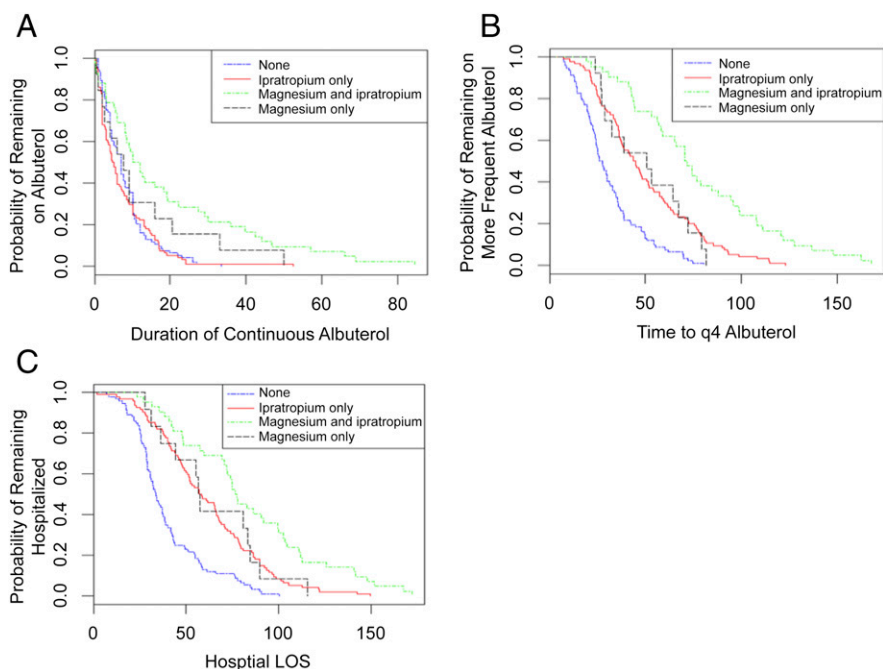 A
Probability of Remaining
on Albuterol
0.0 0.2 0.4 0.6 0.8 1.0
None
Ipratropium only
Magnesium and ipratropium
Magnesium only
0 20 40 60 80
Duration of Continuous Albuterol
B
Probability of Remaining on
More Frequent Albuterol
0.0 0.2 0.4 0.6 0.8 1.0
None
Ipratropium only
Magnesium and ipratropium
Magnesium only
0 50 100 150
Time to q4 Albuterol
C
Probability of Remaining
Hospitalized
0.0 0.2 0.4 0.6 0.8 1.0
None
Ipratropium only
Magnesium and ipratropium
Magnesium only
0 50 100 150
Hosptial LOS